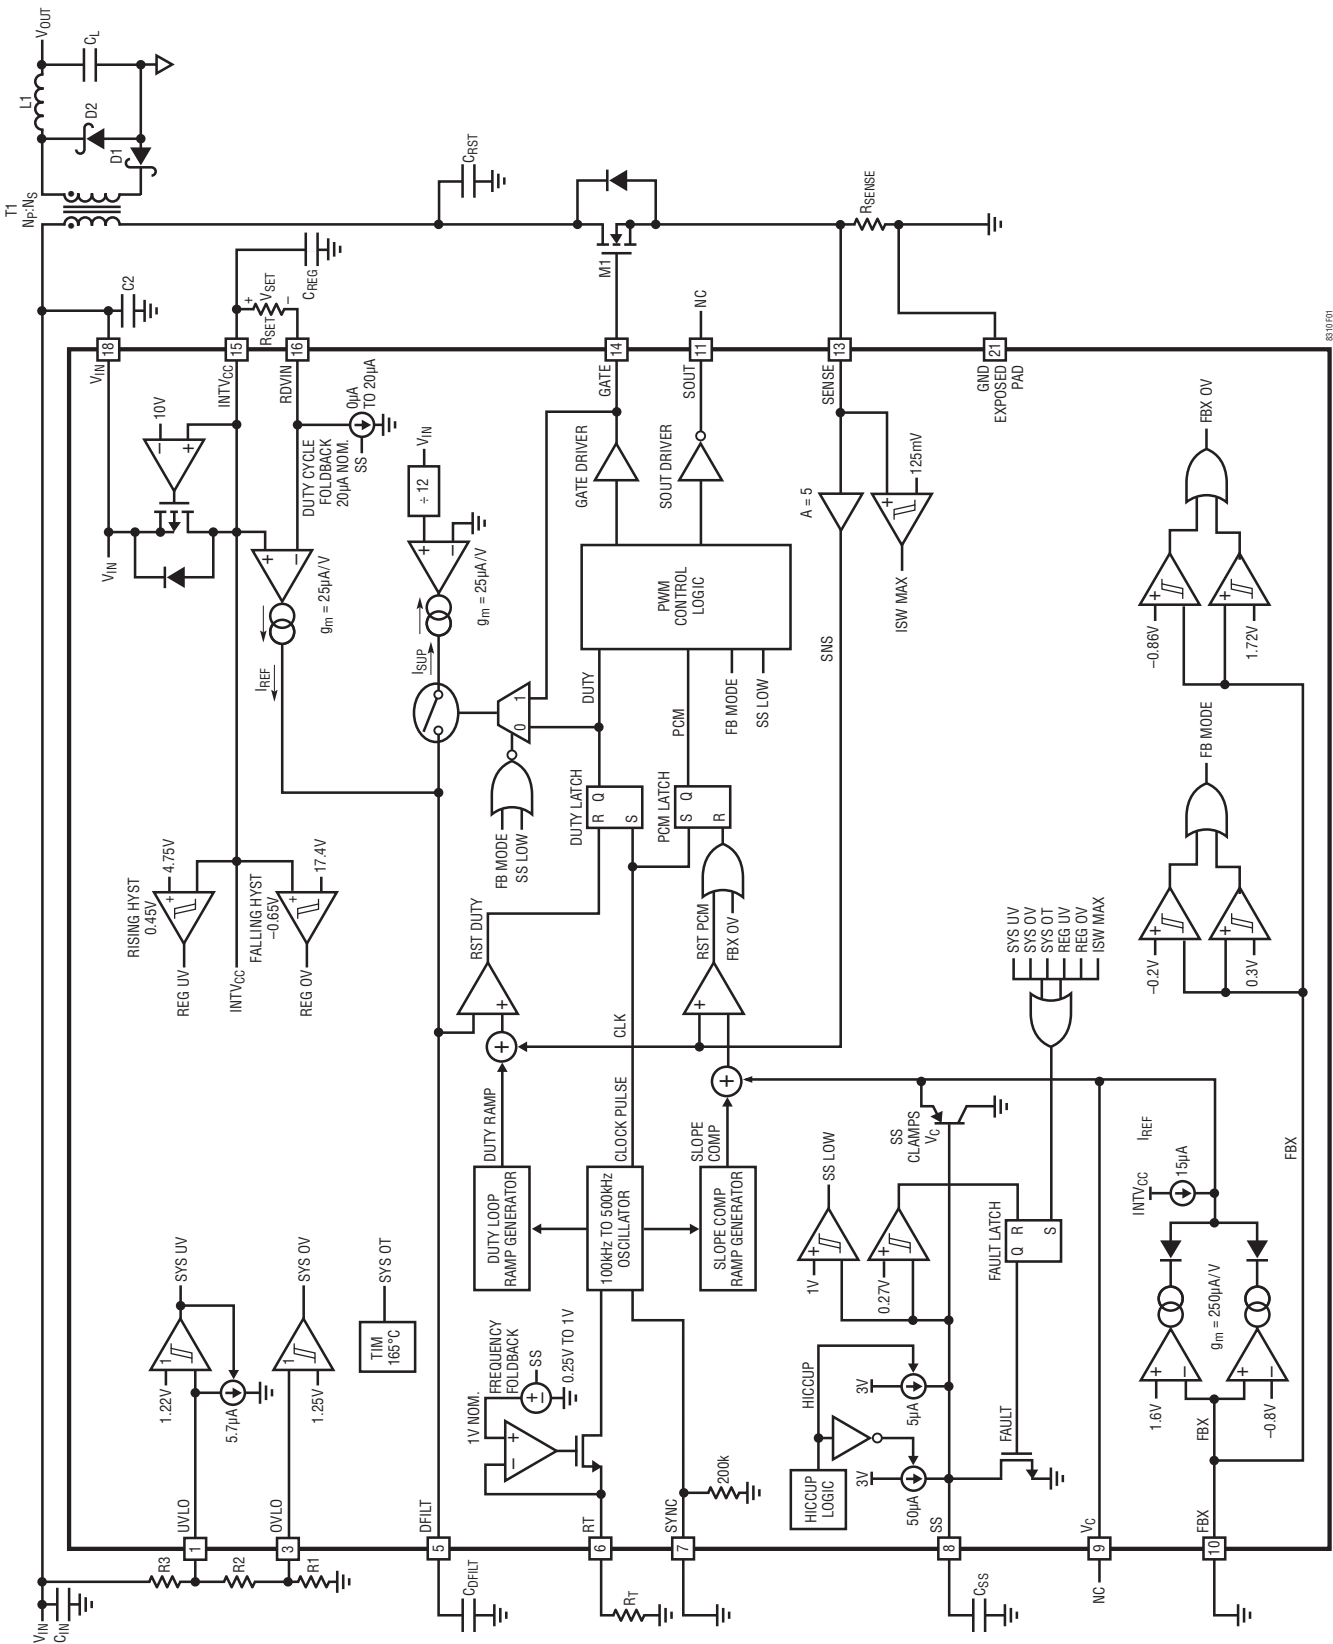 T1
NP:NS
L1
VOUT
CL
D1
D2
CRST
CREG
C2
RSET
+
VSET
–
M1
NC
RSENSE
8310 F01
18
15
16
14
11
13
21
VIN
INTVCC
RDVIN
GATE
SOUT
SENSE
GND
EXPOSED
PAD
–
+
10V
VIN
DUTY CYCLE
FOLDBACK
20µA NOM.
SS
0µA
TO 20µA
+
–
gm = 25µA/V
IREF
÷ 12
VIN
+
–
gm = 25µA/V
ISUP
GATE DRIVER
SOUT DRIVER
PWM
CONTROL
LOGIC
DUTY
PCM
FB MODE
SS LOW
A = 5
+
125mV
ISW MAX
SNS
0
1
FB MODE
SS LOW
DUTY LATCH
R
Q
S
PCM LATCH
S
Q
R
RISING HYST
0.45V
+
4.75V
REG UV
INTVCC
FALLING HYST
–0.65V
+
17.4V
REG OV
RST DUTY
+
+
CLK
RST PCM
+
FBX OV
+
DUTY RAMP
CLOCK PULSE
SLOPE
COMP
DUTY LOOP
RAMP GENERATOR
100kHz TO 500kHz
OSCILLATOR
SLOPE COMP
RAMP GENERATOR
SYS UV
SYS OV
SYS OT
REG UV
REG OV
ISW MAX
FBX OV
+
–0.86V
+
1.72V
FB MODE
+
–0.2V
+
0.3V
FBX
SS
CLAMPS
VC
SS LOW
+
1V
+
0.27V
FAULT LATCH
Q
R
S
SYS UV
1
1.22V
5.7µA
SYS OV
1
1.25V
SYS OT
TIM
165°C
FREQUENCY
FOLDBACK
1V NOM.
+
–
+
–
SS
0.25V TO 1V
200k
HICCUP
HICCUP
LOGIC
3V
5µA
3V
50µA
FAULT
IREF
INTVCC
15µA
gm = 250µA/V
+
–
1.6V
+
–
–0.8V
FBX
UVLO
OVLO
DFILT
RT
SYNC
SS
VC
FBX
1
3
5
6
7
8
9
10
VIN
CIN
R3
R2
R1
CDFILT
RT
CSS
NC